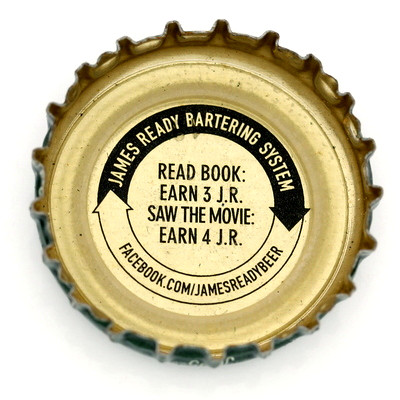 JAMES READY BARTERING SYSTEM
READ BOOK:
EARN 3 J.R.
SAW THE MOVIE:
EARN 4 J.R.
FACEBOOK.COM/JAMESREADYBEER